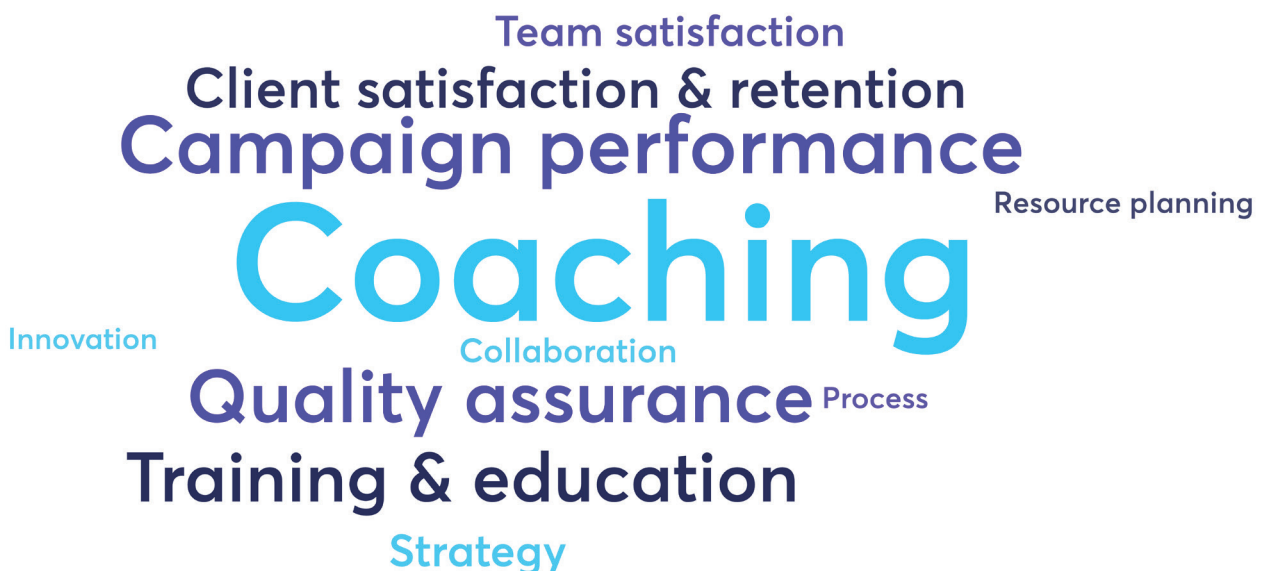 Team satisfaction
Client satisfaction & retention
Campaign performance
Resource planning
Coaching
Innovation
Collaboration
Quality assurance
Process
Training & education
Strategy